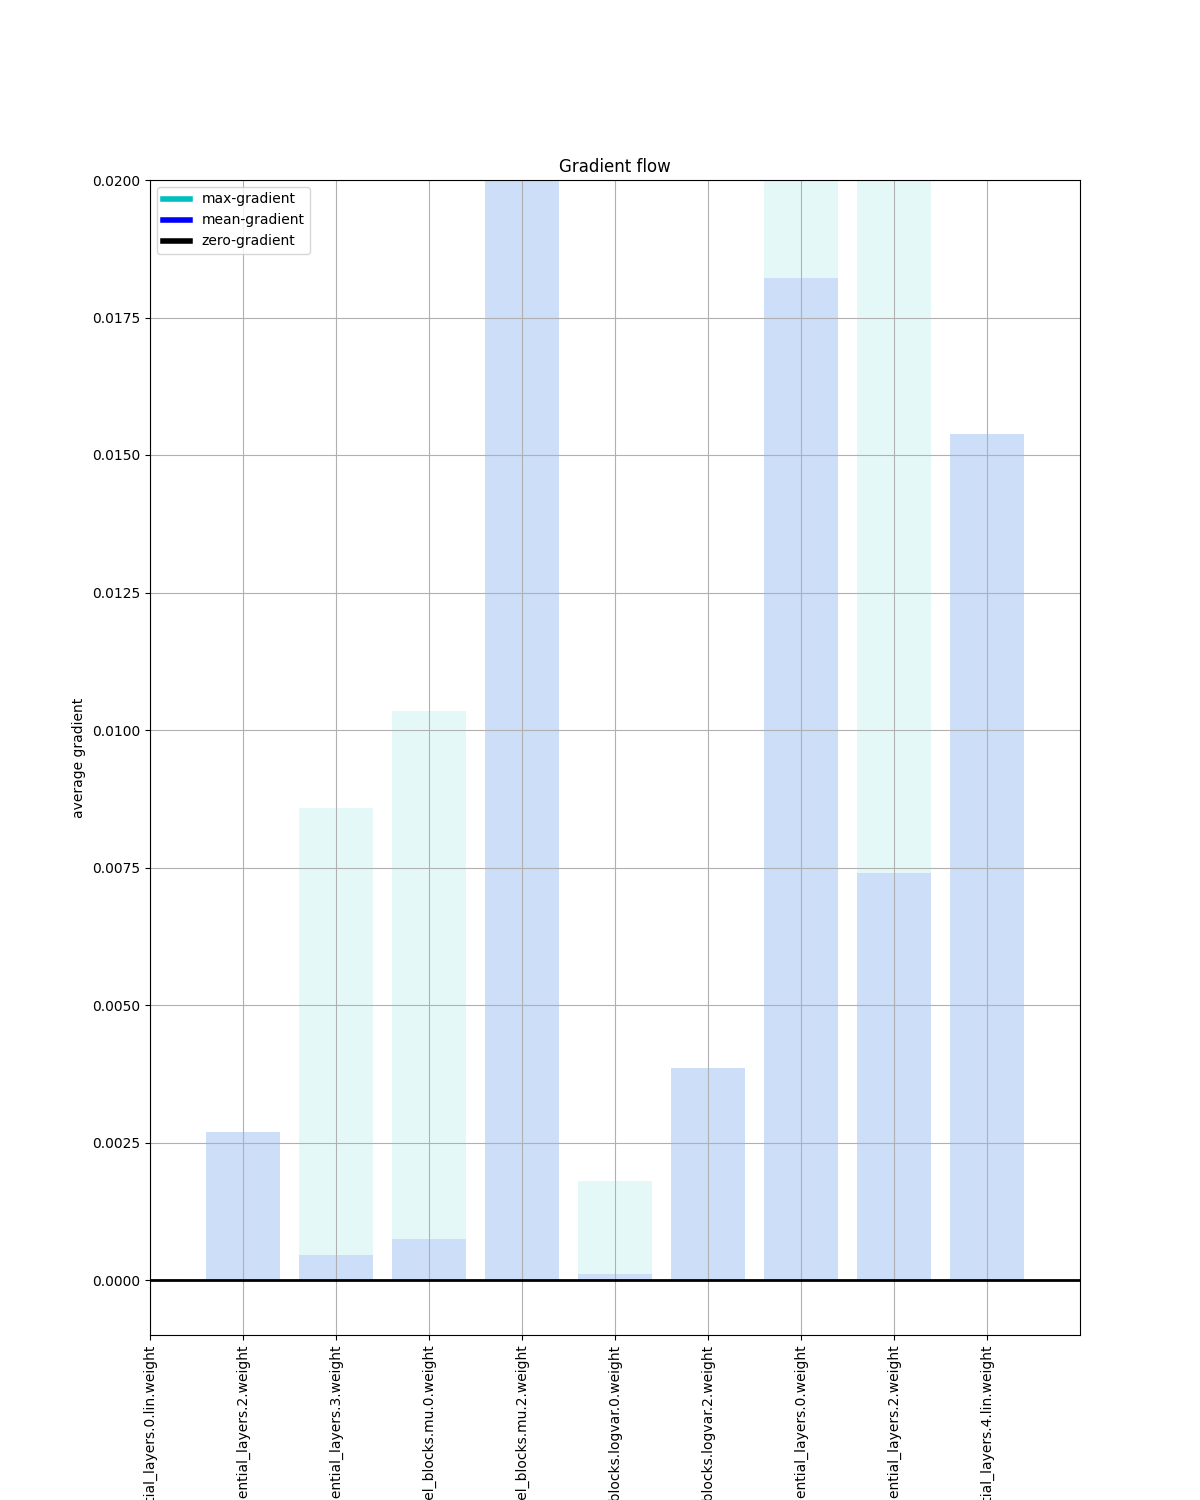 Gradient flow
max-gradient
mean-gradient
zero-gradient
average gradient
0.0200
0.0175
0.0150
0.0125
0.0100
0.0075
0.0050
0.0025
0.0000
tial_layers.0.lin.weight
ential_layers.2.weight
ential_layers.3.weight
el_blocks.mu.0.weight
el_blocks.mu.2.weight
blocks.logvar.0.weight
blocks.logvar.2.weight
ential_layers.0.weight
ential_layers.2.weight
tial_layers.4.lin.weight